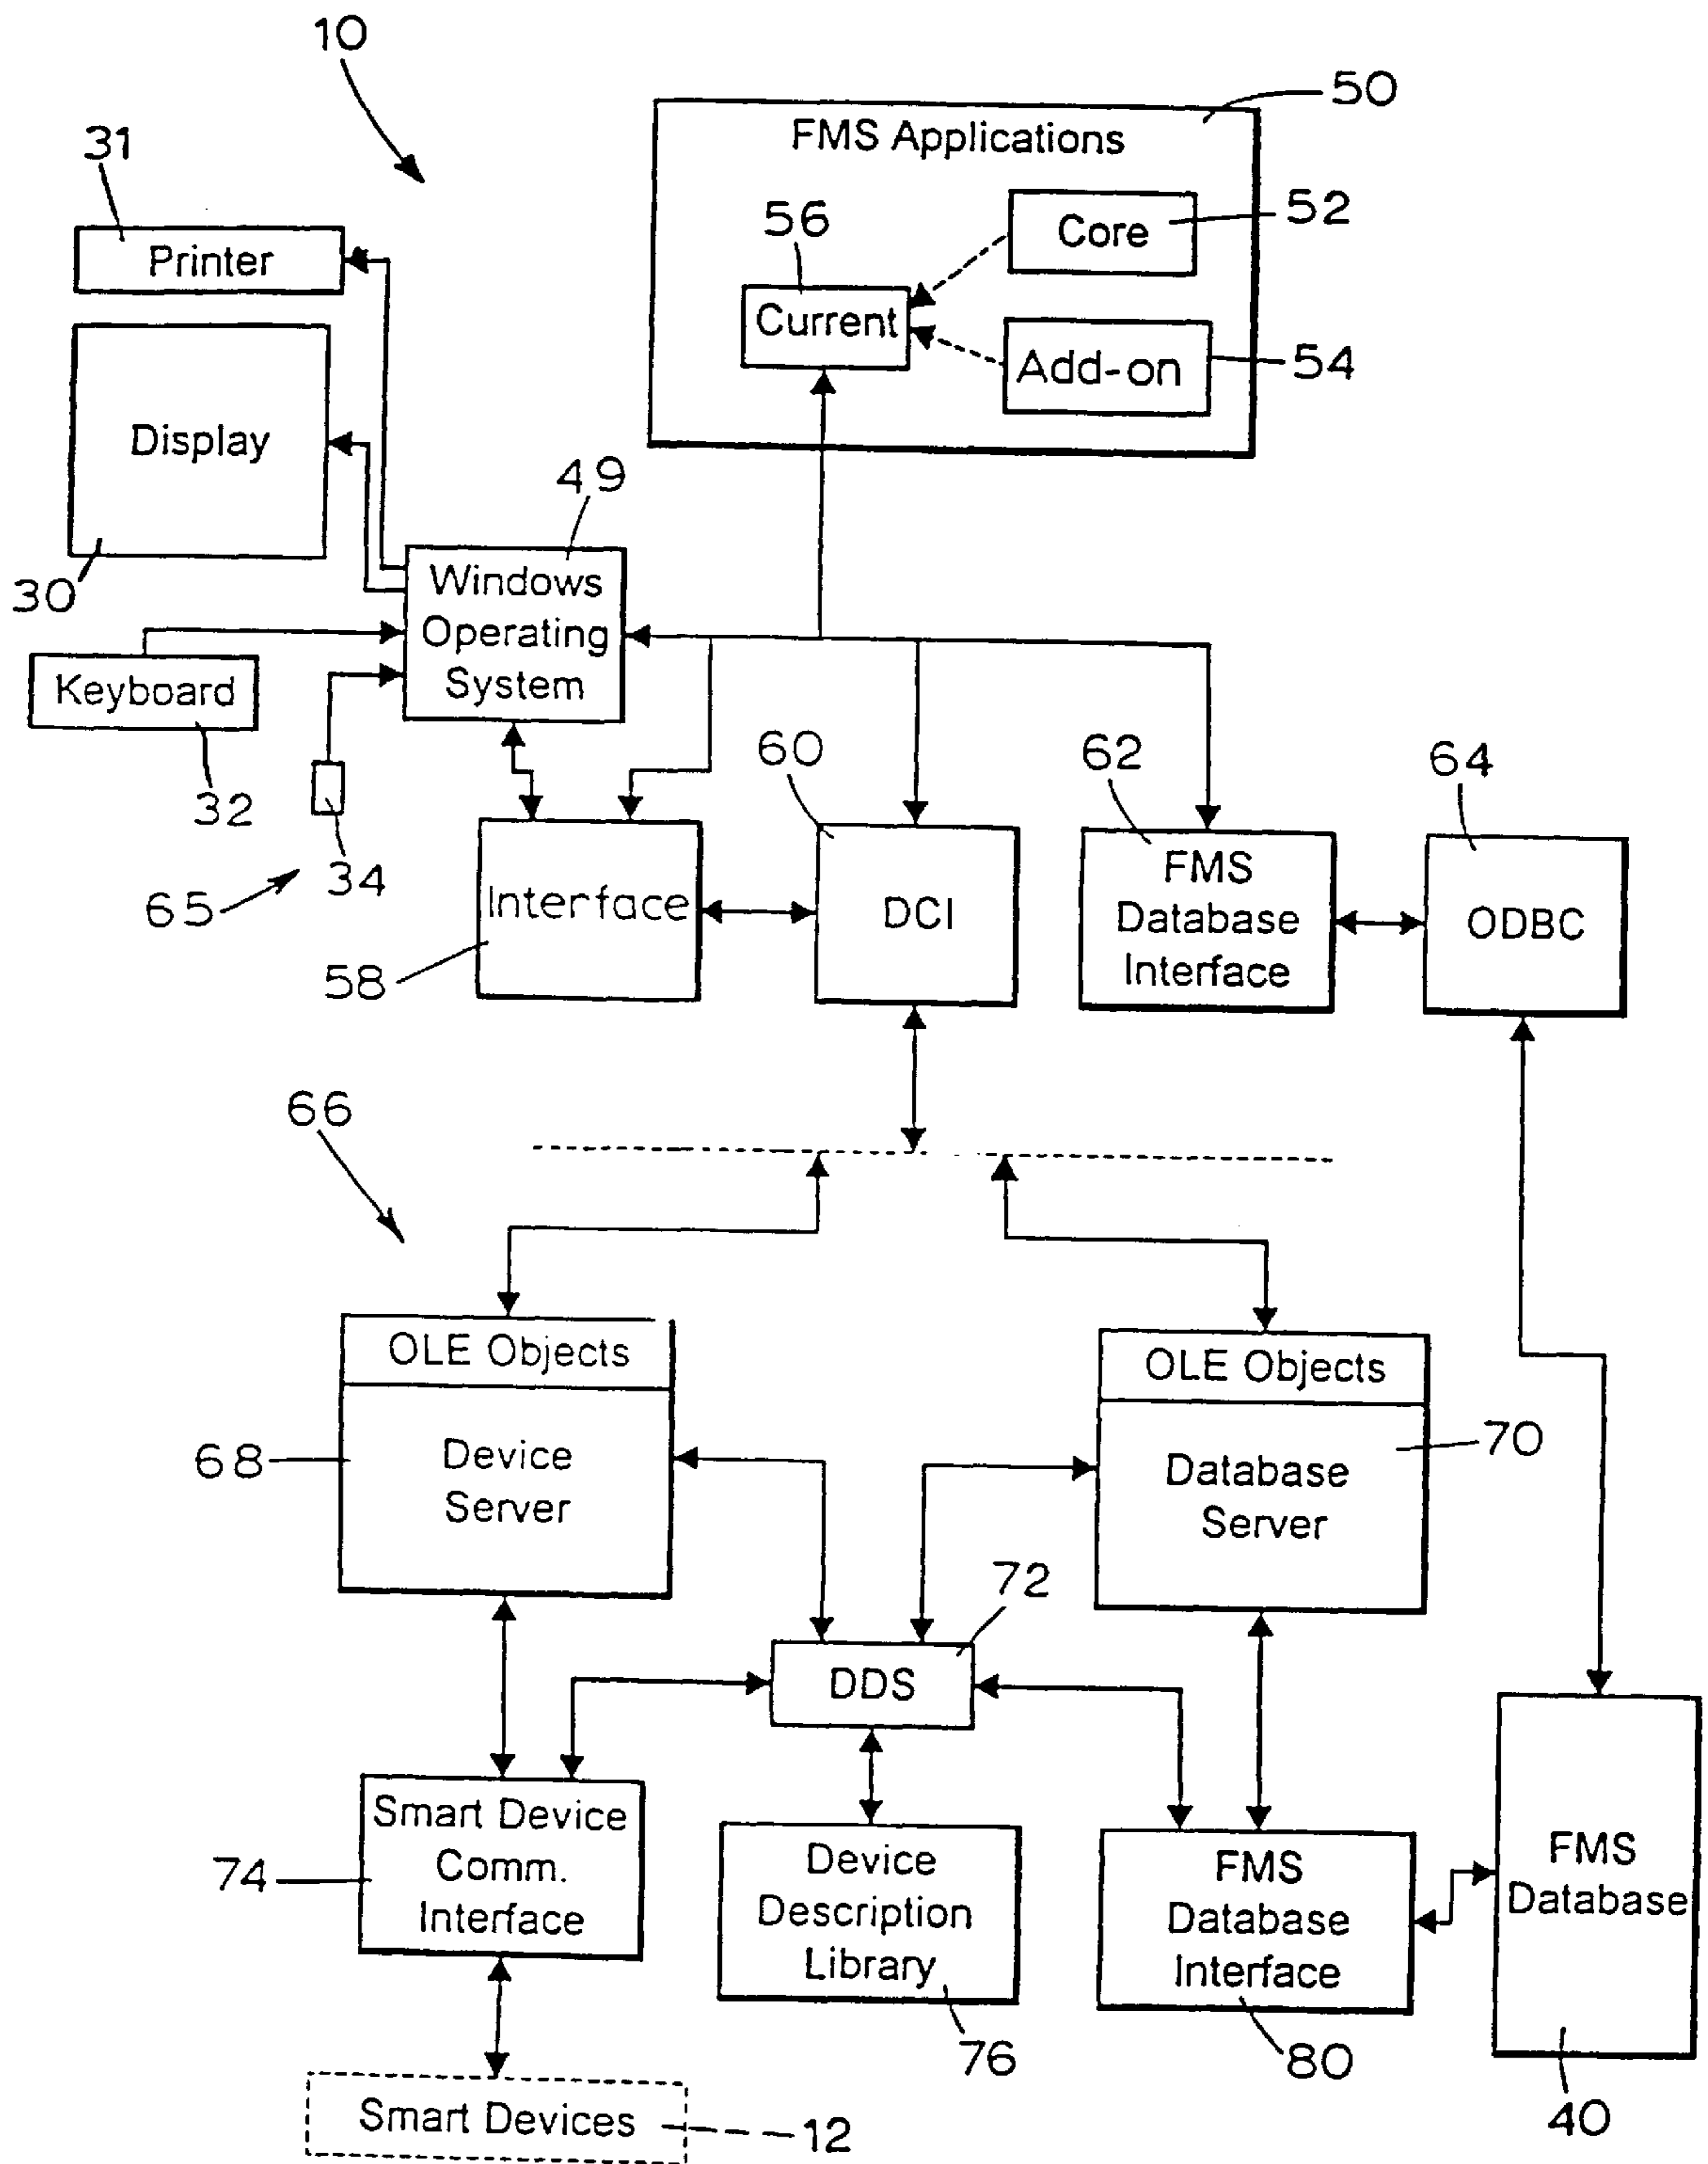 10
50
FMS Applications
31
56
Core
52
Printer
Current
Add-on
54
Display
49
30
Windows
Operating
System
Keyboard
32
34
65
60
62
64
Interface
58
DCI
FMS
Database
Interface
ODBC
66
OLE Objects
Device
Server
68
OLE Objects
Database
Server
70
72
DDS
Smart Device
Comm.
Interface
74
Device
Description
Library
76
FMS
Database
Interface
80
FMS
Database
40
Smart Devices
12